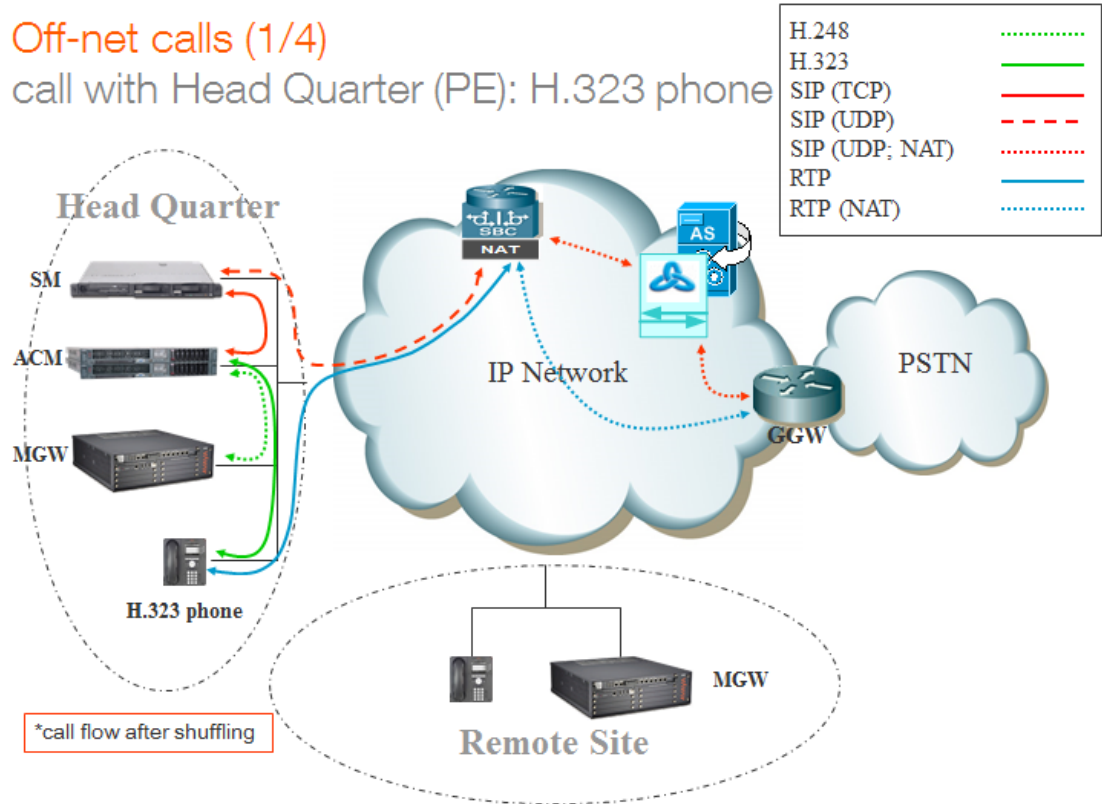 Off-net calls (1/4)
call with Head Quarter (PE): H.323 phone
H.248
H.323
SIP (TCP)
SIP (UDP)
SIP (UDP; NAT)
RTP
RTP (NAT)
Head Quarter
SM
ACM
MGW
H.323 phone
SBC
NAT
AS
IP Network
GGW
PSTN
MGW
Remote Site
*call flow after shuffling